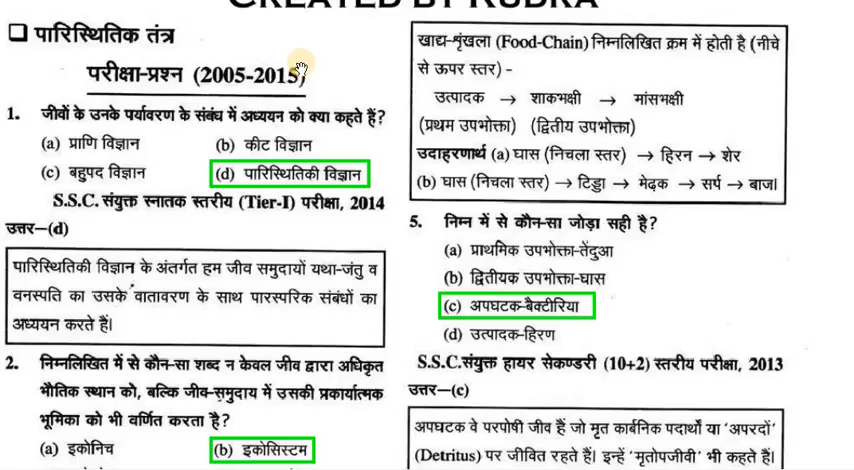 CREATED BY RUDRA
❑ पारिस्थितिक तंत्र
परीक्षा-प्रश्न (2005-2015)
1. जीवों के उनके पर्यावरण के संबंध में अध्ययन को क्या कहते हैं?
(a) प्राणि विज्ञान (b) कीट विज्ञान
(c) बहुपद विज्ञान (d) पारिस्थितिकी विज्ञान
S.S.C. संयुक्त स्नातक स्तरीय (Tier-I) परीक्षा, 2014
उत्तर—(d)
पारिस्थितिकी विज्ञान के अंतर्गत हम जीव समुदायों यथा-जंतु व
वनस्पति का उसके वातावरण के साथ पारस्परिक संबंधों का
अध्ययन करते हैं।
2. निम्नलिखित में से कौन-सा शब्द न केवल जीव द्वारा अधिकृत
भौतिक स्थान को, बल्कि जीव-समुदाय में उसकी प्रकार्यात्मक
भूमिका को भी वर्णित करता है?
(a) इकोनिच (b) इकोसिस्टम
खाद्य-शृंखला (Food-Chain) निम्नलिखित क्रम में होती है (नीचे
से ऊपर स्तर) -
उत्पादक → शाकभक्षी → मांसभक्षी
(प्रथम उपभोक्ता) (द्वितीय उपभोक्ता)
उदाहरणार्थ (a) घास (निचला स्तर) → हिरन → शेर
(b) घास (निचला स्तर) → टिड्डा → मेढ़क → सर्प → बाज।
5. निम्न में से कौन-सा जोड़ा सही है?
(a) प्राथमिक उपभोक्ता-तेंदुआ
(b) द्वितीयक उपभोक्ता-घास
(c) अपघटक-बैक्टीरिया
(d) उत्पादक-हिरण
S.S.C.संयुक्त हायर सेकण्डरी (10+2) स्तरीय परीक्षा, 2013
उत्तर—(c)
अपघटक वे परपोषी जीव हैं जो मृत कार्बनिक पदार्थों या 'अपरदों'
(Detritus) पर जीवित रहते हैं। इन्हें 'मृतोपजीवी' भी कहते हैं।